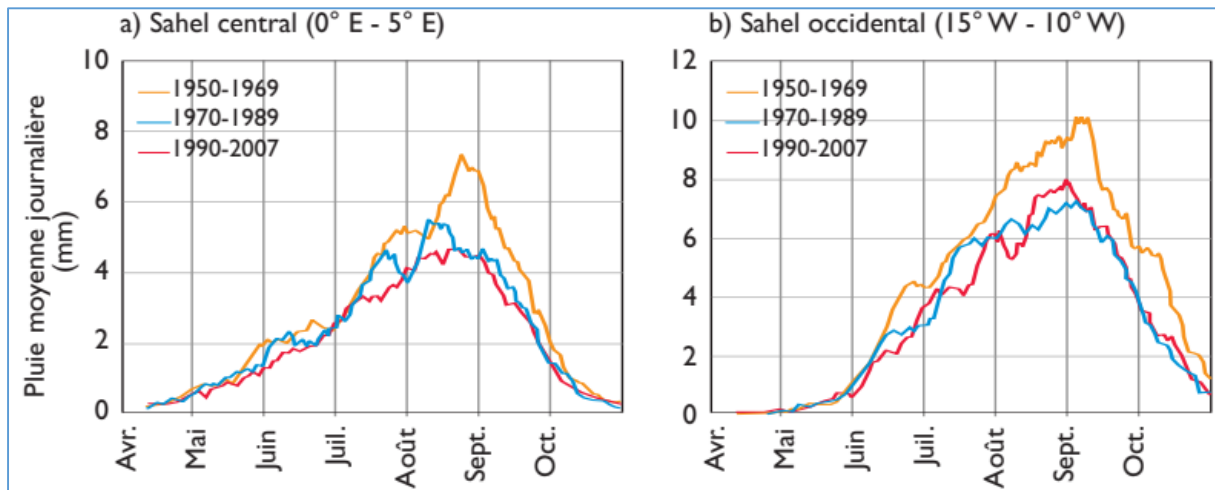 a) Sahel central (0° E - 5° E)
10
8
6
4
2
0
Pluie moyenne journalière
(mm)
1950-1969
1970-1989
1990-2007
Avr.
Mai
Juin
Juil.
Août
Sept.
Oct.
b) Sahel occidental (15° W - 10° W)
12
10
8
6
4
2
0
1950-1969
1970-1989
1990-2007
Avr.
Mai
Juin
Juil.
Août
Sept.
Oct.